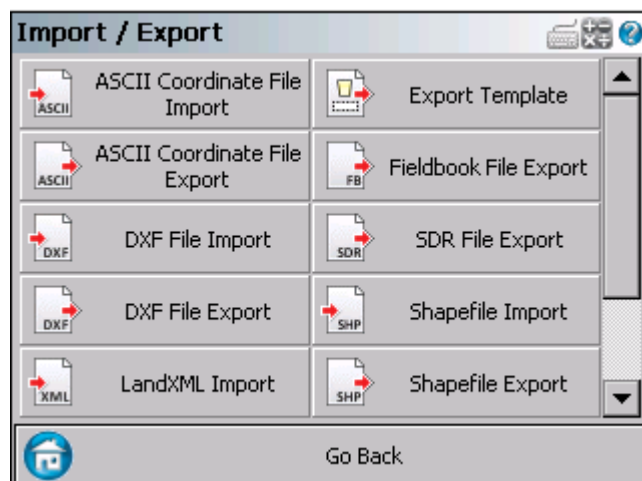 Import / Export
ASCII Coordinate File
Import
ASCII
Export Template
ASCII Coordinate File
Export
ASCII
Fieldbook File Export
FB
DXF File Import
DXF
SDR File Export
SDR
DXF File Export
DXF
Shapefile Import
SHP
LandXML Import
XML
Shapefile Export
SHP
Go Back